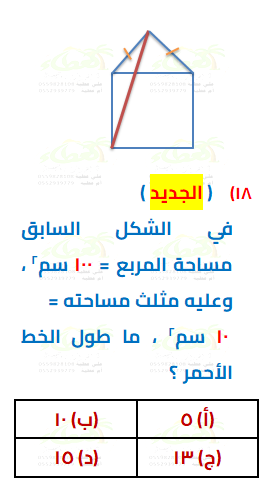 ١٨) ( الجديد )
في الشكل السابق
مساحة المربع = ١٠٠ سم٢ ،
وعليه مثلث مساحته =
١٠ سم٢ ، ما طول الخط
الأحمر ؟
(أ) ٥ (ب) ١٠
(ج) ١٣ (د) ١٥